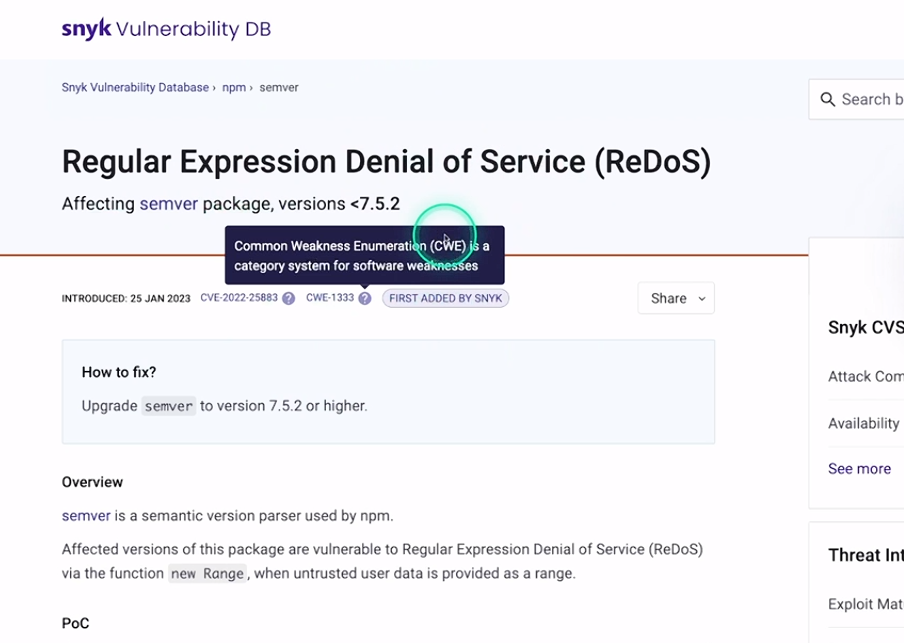 snyk Vulnerability DB
Snyk Vulnerability Database › npm › semver
Search b
Regular Expression Denial of Service (ReDoS)
Affecting semver package, versions <7.5.2
Common Weakness Enumeration (CWE) is a
category system for software weaknesses
INTRODUCED: 25 JAN 2023 CVE-2022-25883 ? CWE-1333 ? FIRST ADDED BY SNYK
Share
How to fix?
Upgrade semver to version 7.5.2 or higher.
Overview
semver is a semantic version parser used by npm.
Affected versions of this package are vulnerable to Regular Expression Denial of Service (ReDoS)
via the function new Range, when untrusted user data is provided as a range.
PoC
Snyk CVS
Attack Com
Availability
See more
Threat Int
Exploit Mat